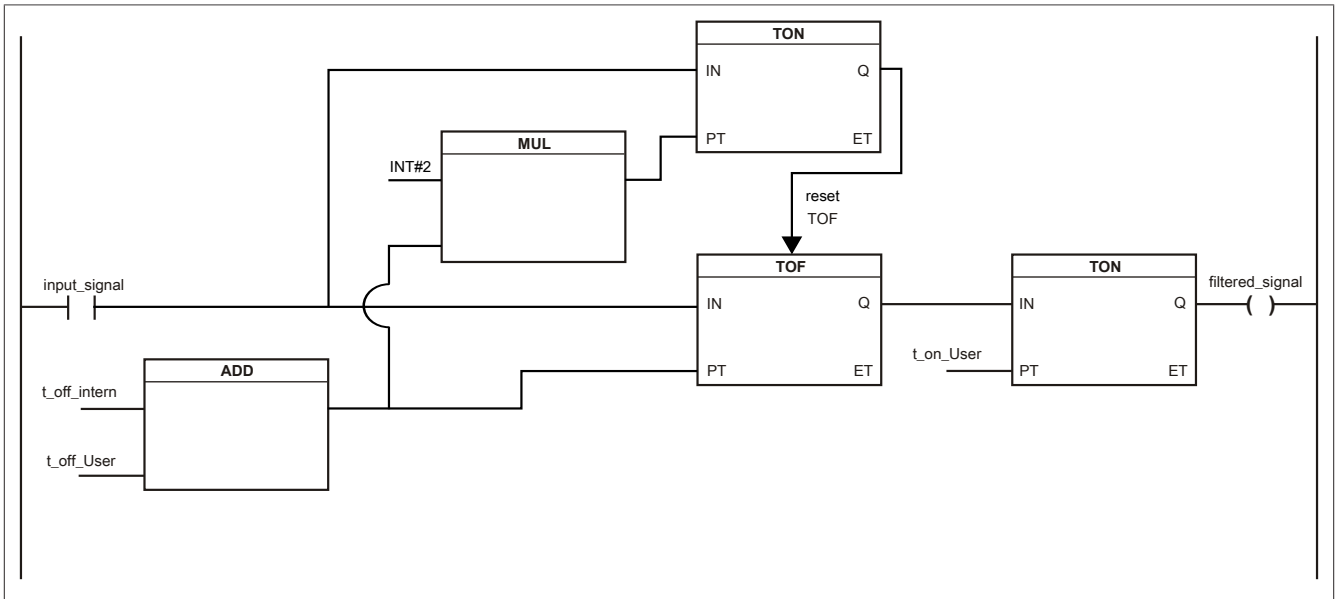 TON
IN
Q
PT
ET
MUL
INT#2
reset
TOF
input_signal
TOF
IN
Q
PT
ET
TON
IN
Q
t_on_User
PT
ET
filtered_signal
( )
ADD
t_off_intern
t_off_User